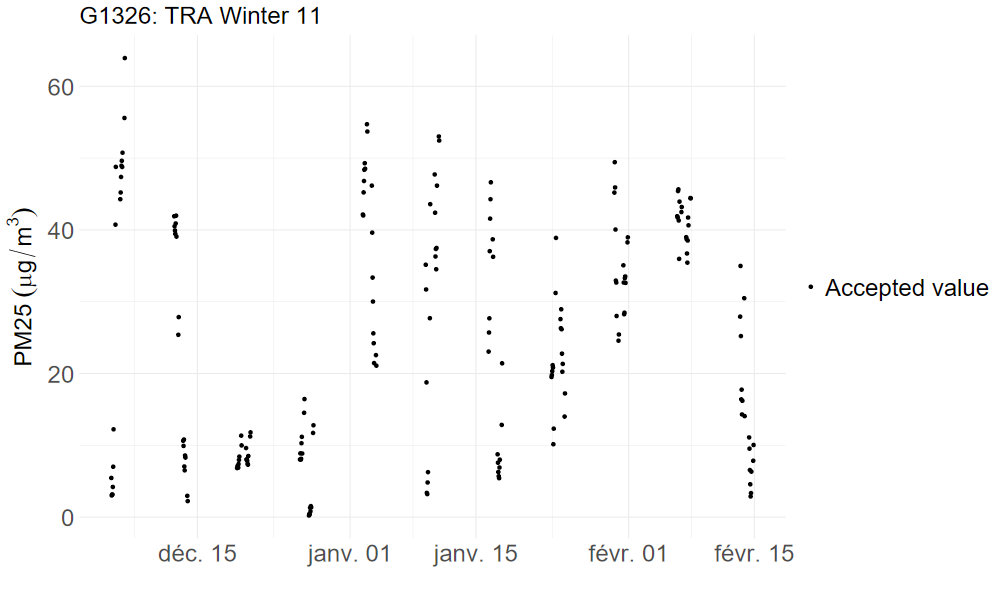 G1326: TRA Winter 11
PM25 (μg/m³)
60
40
20
0
déc. 15
janv. 01
janv. 15
févr. 01
févr. 15
Accepted value